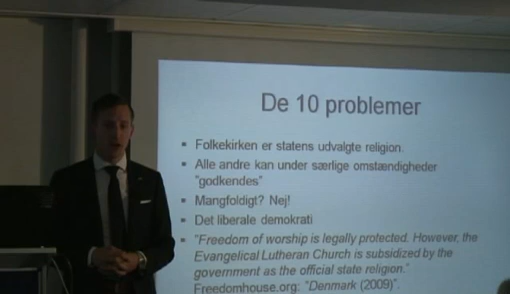 De 10 problemer
Folkekirken er statens udvalgte religion.
Alle andre kan under særlige omstændigheder
"godkendes"
Mangfoldigt? Nej!
Det liberale demokrati
"Freedom of worship is legally protected. However, the
Evangelical Lutheran Church is subsidized by the
government as the official state religion."
Freedomhouse.org: "Denmark (2009)".